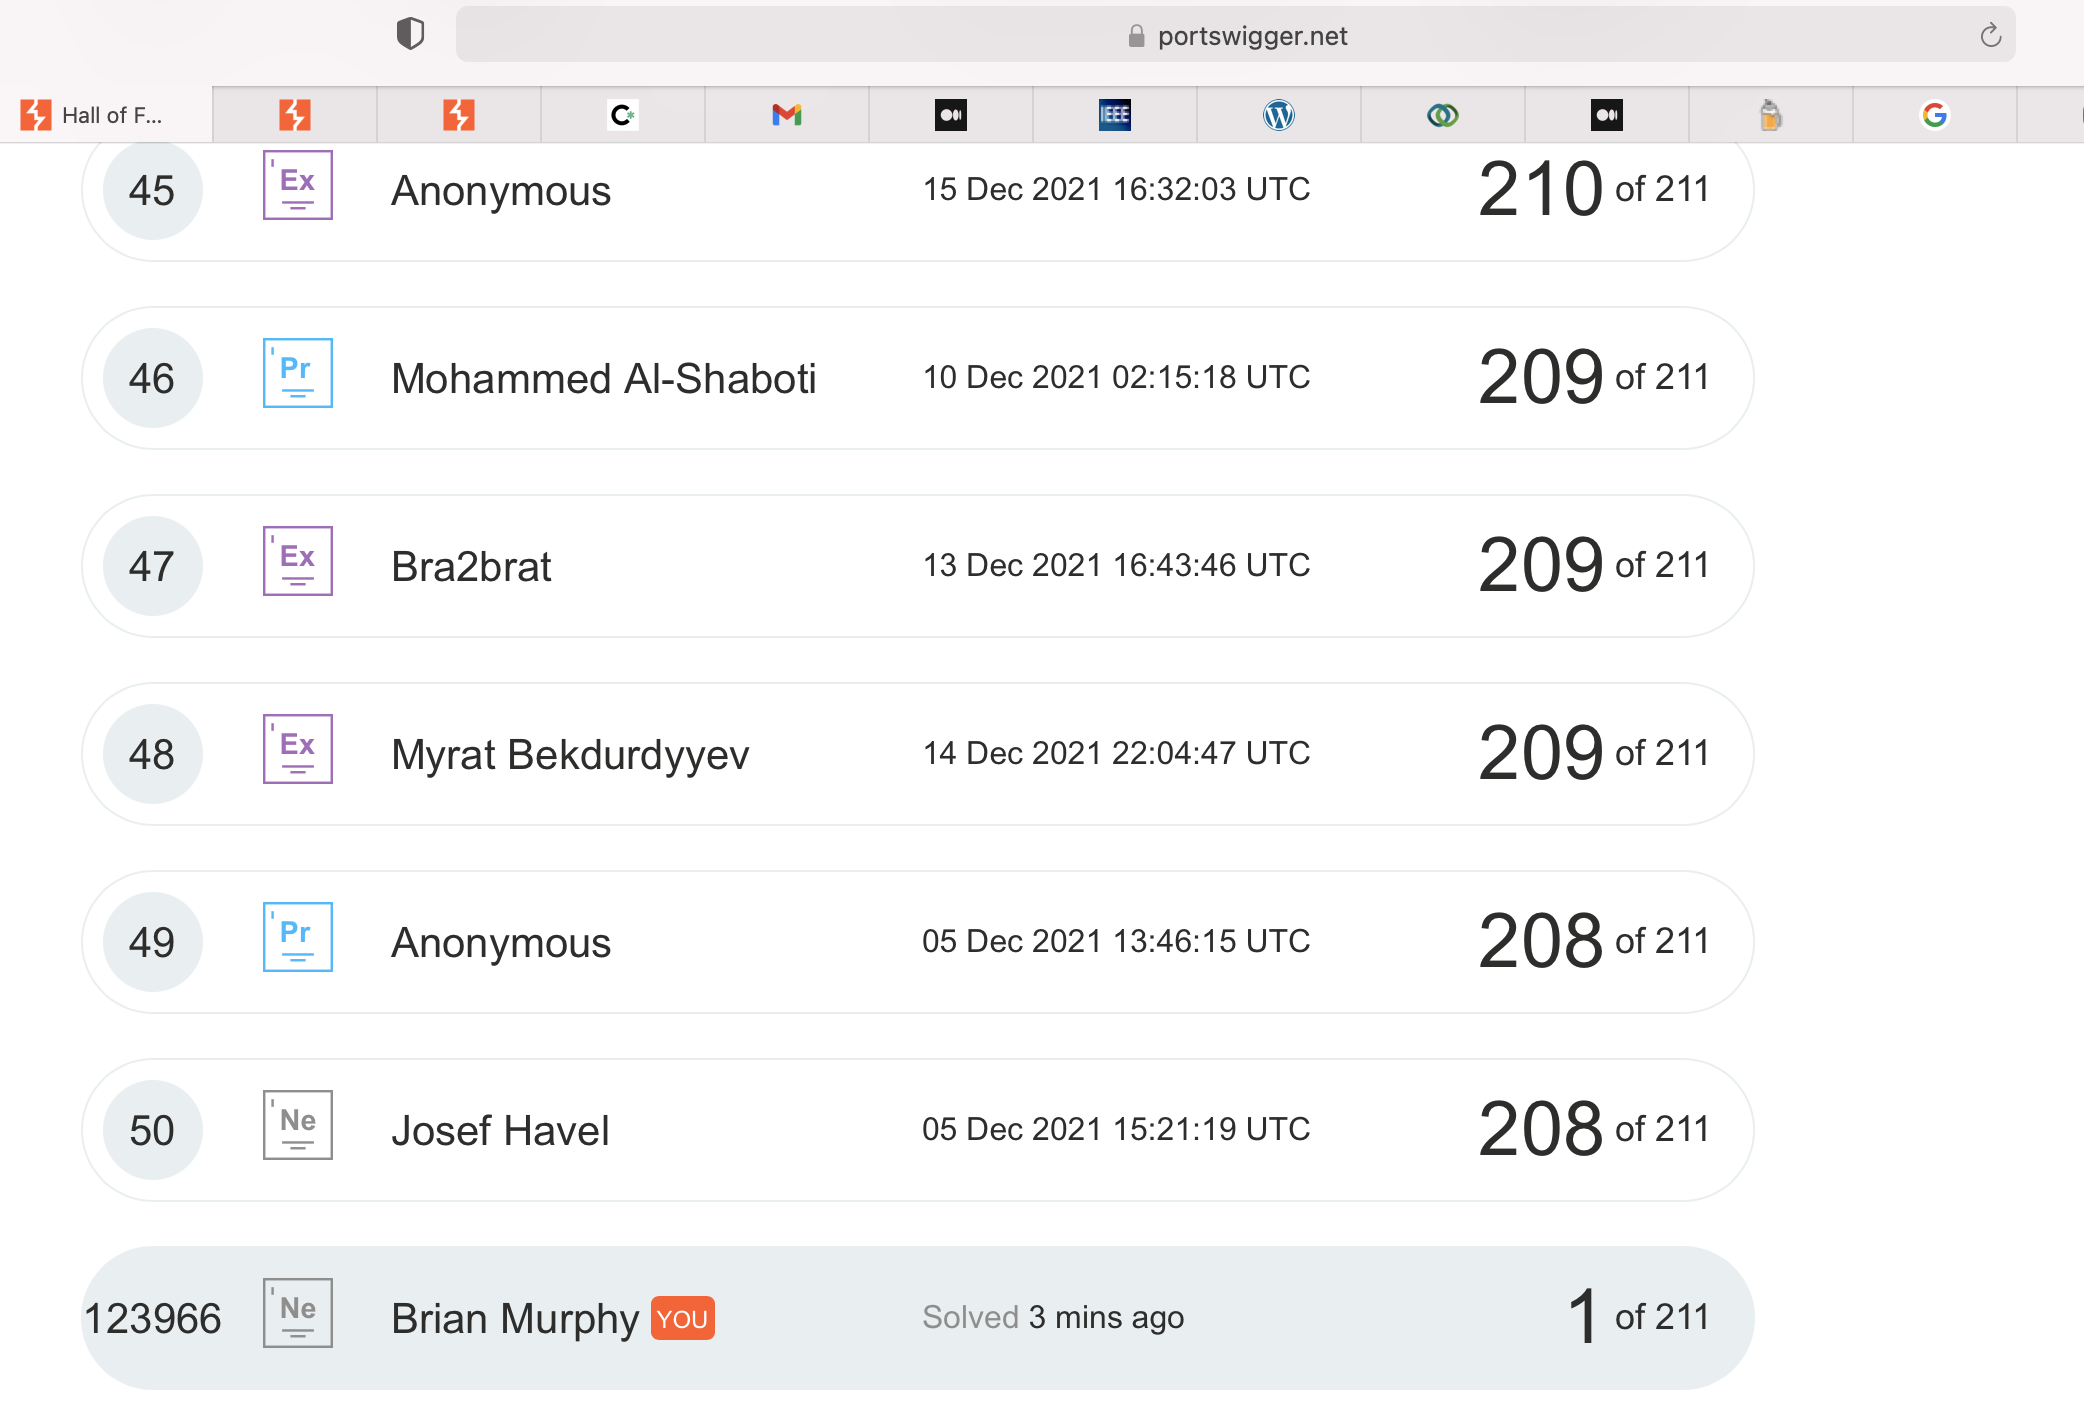 portswigger.net
Hall of F... C* IEEE W G
45 Ex Anonymous 15 Dec 2021 16:32:03 UTC 210 of 211
46 Pr Mohammed Al-Shaboti 10 Dec 2021 02:15:18 UTC 209 of 211
47 Ex Bra2brat 13 Dec 2021 16:43:46 UTC 209 of 211
48 Ex Myrat Bekdurdyyev 14 Dec 2021 22:04:47 UTC 209 of 211
49 Pr Anonymous 05 Dec 2021 13:46:15 UTC 208 of 211
50 Ne Josef Havel 05 Dec 2021 15:21:19 UTC 208 of 211
123966 Ne Brian Murphy YOU Solved 3 mins ago 1 of 211